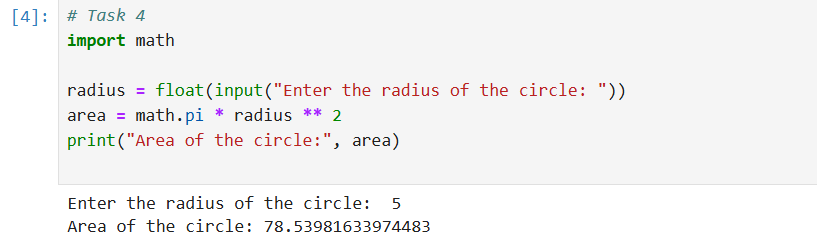 [4]: # Task 4
import math
radius = float(input("Enter the radius of the circle: "))
area = math.pi * radius ** 2
print("Area of the circle:", area)
Enter the radius of the circle:  5
Area of the circle: 78.53981633974483